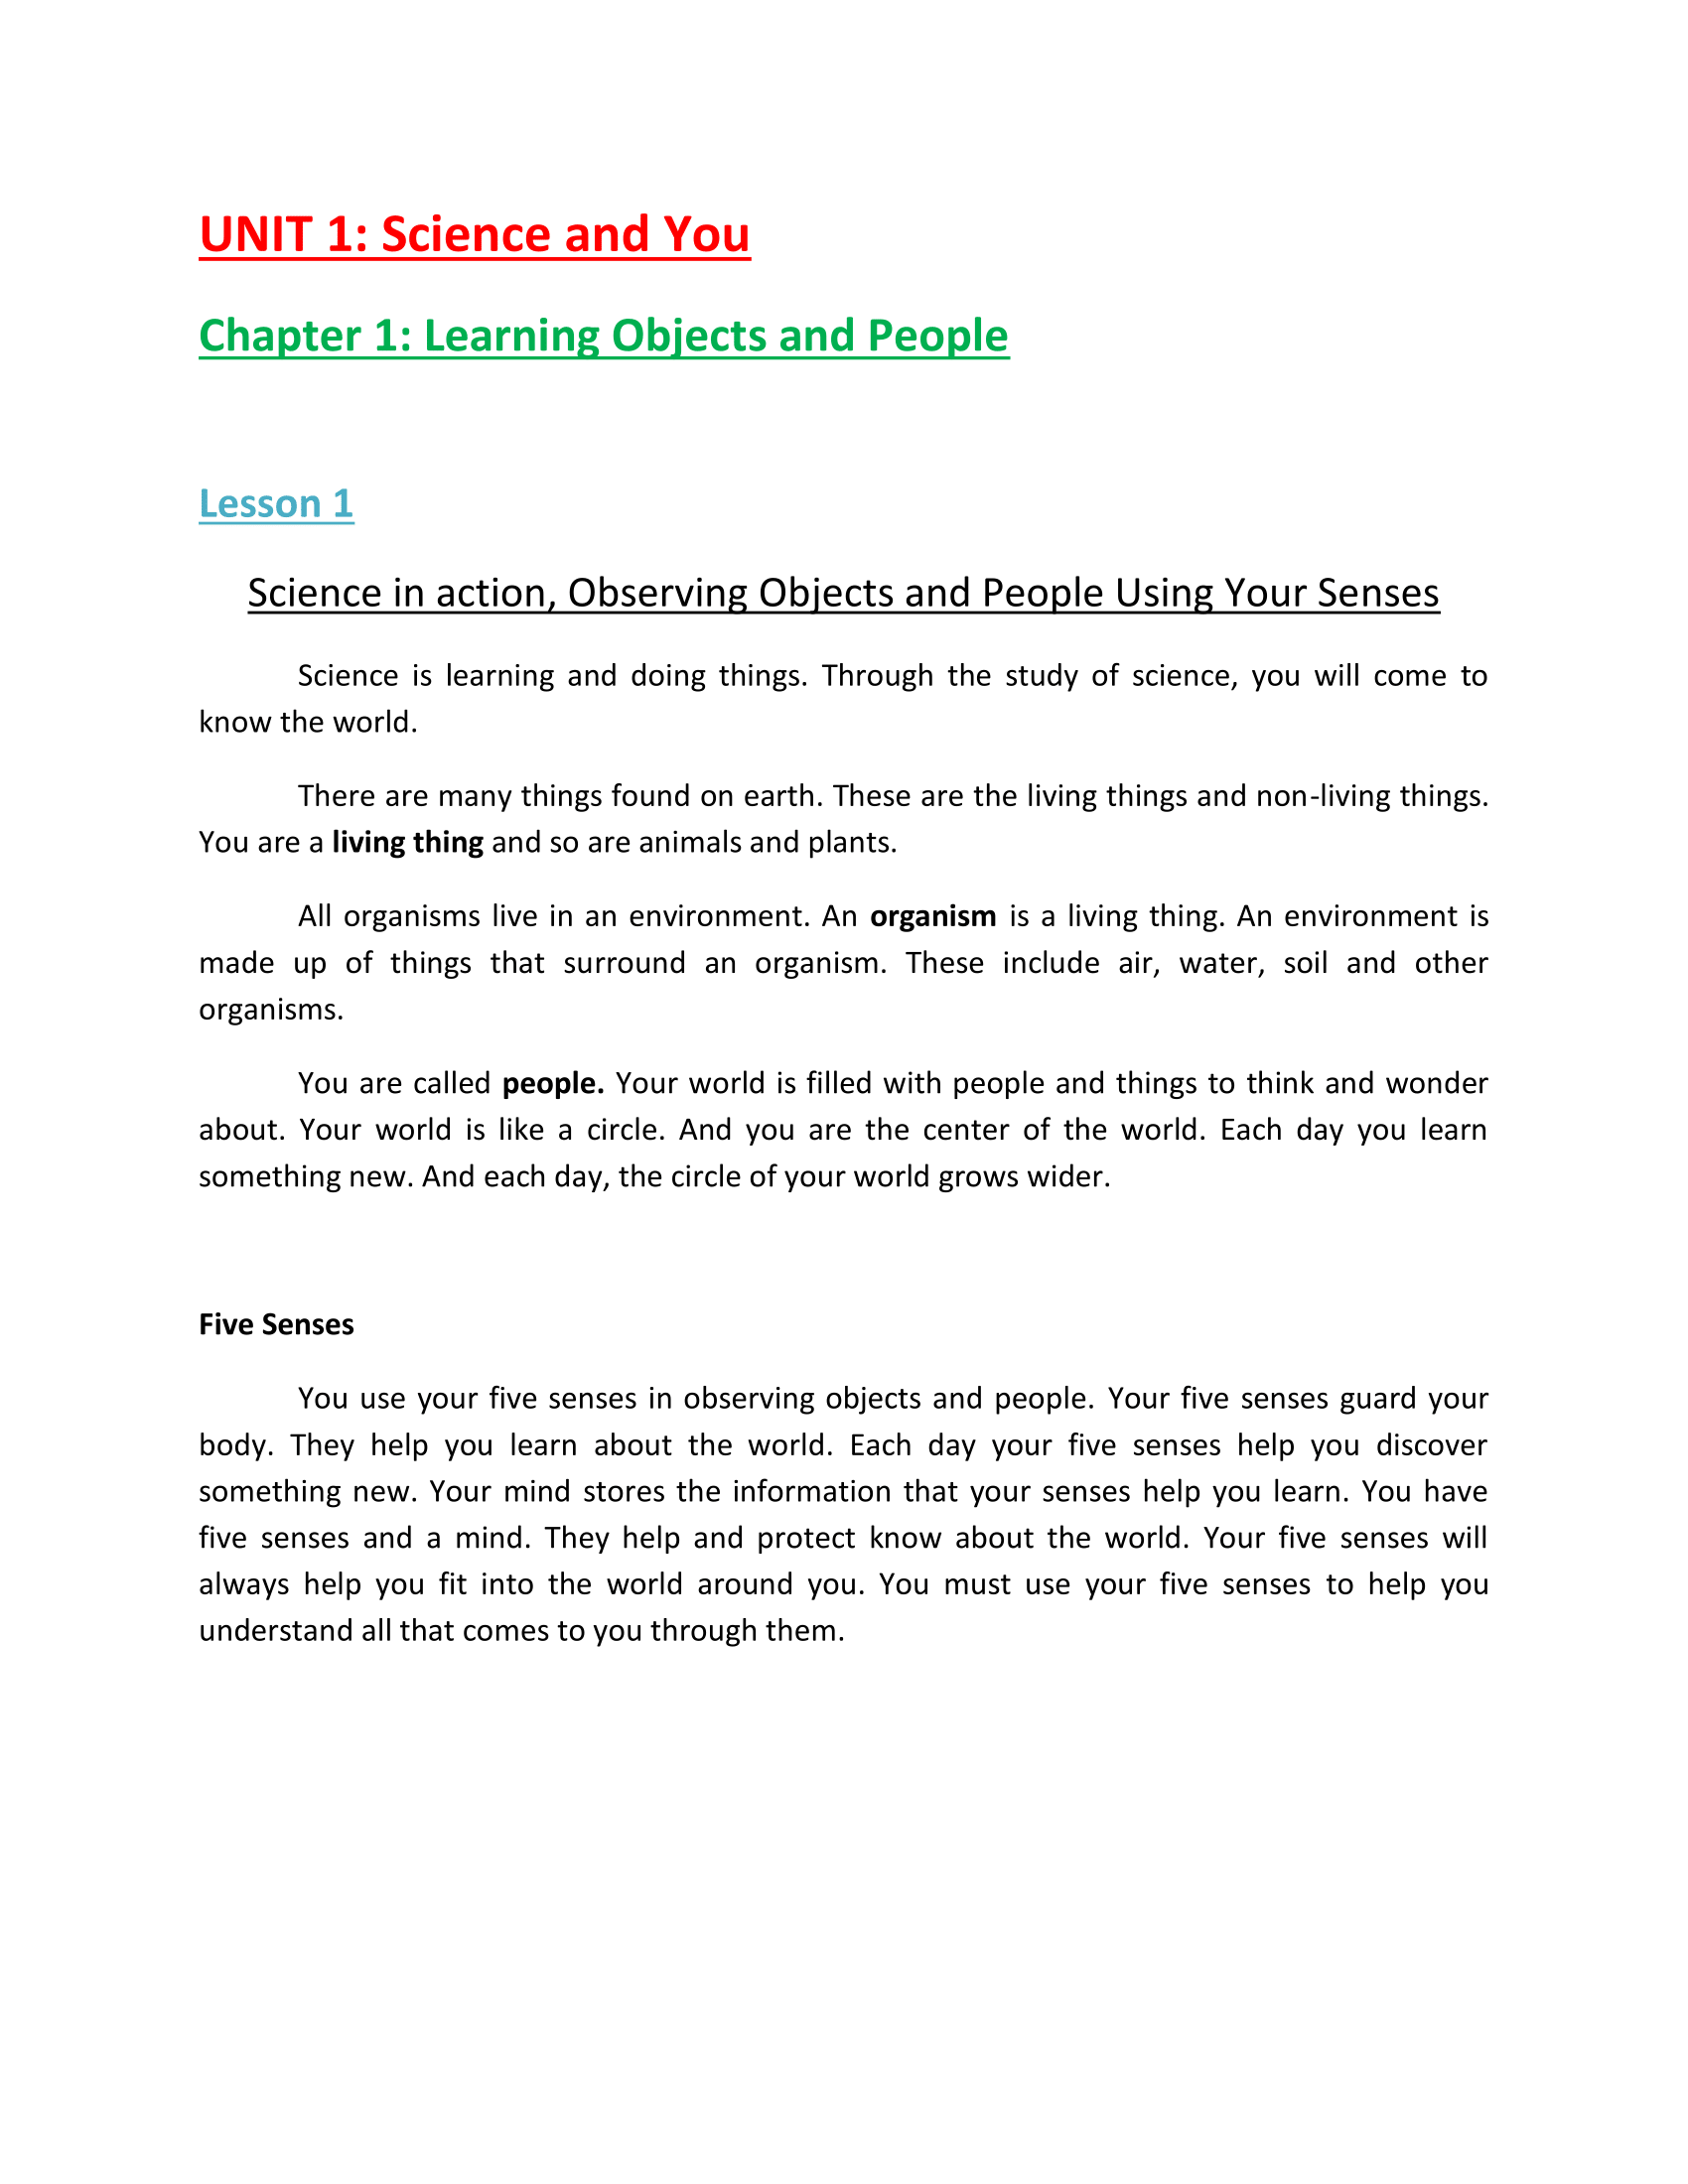 UNIT 1: Science and You
Chapter 1: Learning Objects and People
Lesson 1
Science in action, Observing Objects and People Using Your Senses
Science is learning and doing things. Through the study of science, you will come to
know the world.
There are many things found on earth. These are the living things and non-living things.
You are a living thing and so are animals and plants.
All organisms live in an environment. An organism is a living thing. An environment is
made up of things that surround an organism. These include air, water, soil and other
organisms.
You are called people. Your world is filled with people and things to think and wonder
about. Your world is like a circle. And you are the center of the world. Each day you learn
something new. And each day, the circle of your world grows wider.
Five Senses
You use your five senses in observing objects and people. Your five senses guard your
body. They help you learn about the world. Each day your five senses help you discover
something new. Your mind stores the information that your senses help you learn. You have
five senses and a mind. They help and protect know about the world. Your five senses will
always help you fit into the world around you. You must use your five senses to help you
understand all that comes to you through them.